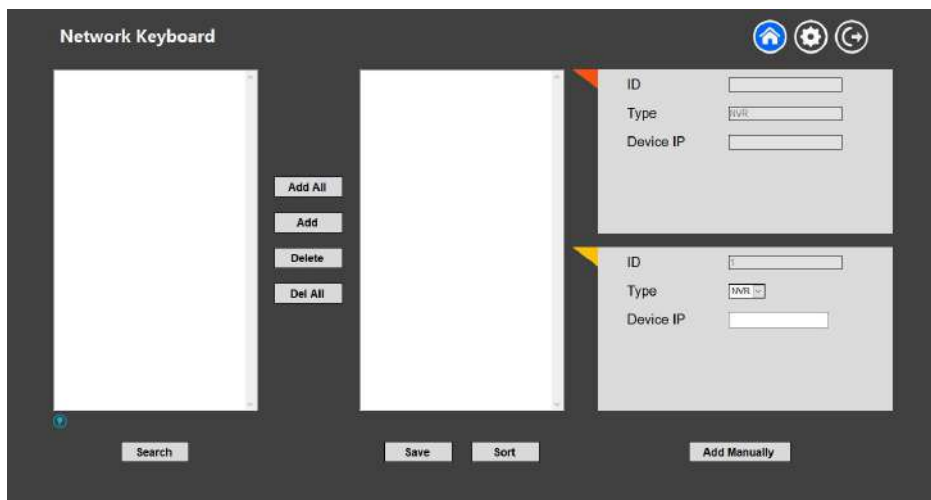 Network Keyboard
ID
Type NVR
Device IP
Add All
Add
Delete
Del All
ID 1
Type NVR
Device IP
Search
Save
Sort
Add Manually